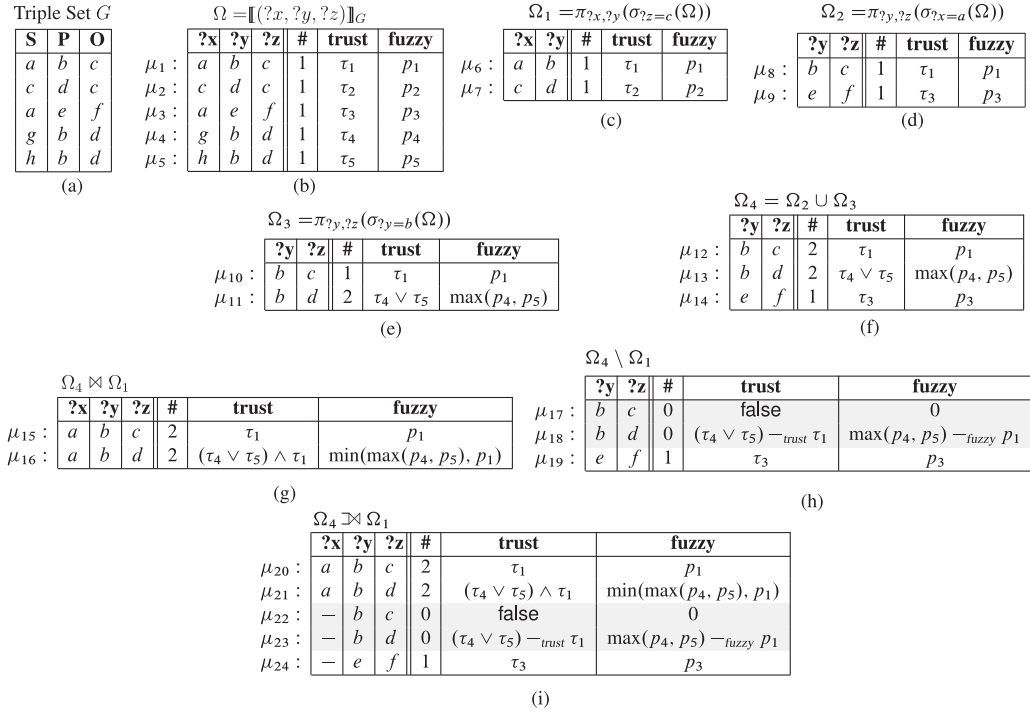 Triple Set G
S P O
a b c
c d c
a e f
g b d
h b d
(a)
Ω =⟦(?x, ?y, ?z)⟧G
?x ?y ?z # trust fuzzy
μ1 : a b c 1 τ1 p1
μ2 : c d c 1 τ2 p2
μ3 : a e f 1 τ3 p3
μ4 : g b d 1 τ4 p4
μ5 : h b d 1 τ5 p5
(b)
Ω1 =π?x,?y(σ?z=c(Ω))
?x ?y # trust fuzzy
μ6 : a b 1 τ1 p1
μ7 : c d 1 τ2 p2
(c)
Ω2 =π?y,?z(σ?x=a(Ω))
?y ?z # trust fuzzy
μ8 : b c 1 τ1 p1
μ9 : e f 1 τ3 p3
(d)
Ω3 =π?y,?z(σ?y=b(Ω))
?y ?z # trust fuzzy
μ10 : b c 1 τ1 p1
μ11 : b d 2 τ4 ∨ τ5 max(p4, p5)
(e)
Ω4 = Ω2 ∪ Ω3
?y ?z # trust fuzzy
μ12 : b c 2 τ1 p1
μ13 : b d 2 τ4 ∨ τ5 max(p4, p5)
μ14 : e f 1 τ3 p3
(f)
Ω4 ⋈ Ω1
?x ?y ?z # trust fuzzy
μ15 : a b c 2 τ1 p1
μ16 : a b d 2 (τ4 ∨ τ5) ∧ τ1 min(max(p4, p5), p1)
(g)
Ω4 \ Ω1
?y ?z # trust fuzzy
μ17 : b c 0 false 0
μ18 : b d 0 (τ4 ∨ τ5) −trust τ1 max(p4, p5) −fuzzy p1
μ19 : e f 1 τ3 p3
(h)
Ω4 ⟕ Ω1
?x ?y ?z # trust fuzzy
μ20 : a b c 2 τ1 p1
μ21 : a b d 2 (τ4 ∨ τ5) ∧ τ1 min(max(p4, p5), p1)
μ22 : − b c 0 false 0
μ23 : − b d 0 (τ4 ∨ τ5) −trust τ1 max(p4, p5) −fuzzy p1
μ24 : − e f 1 τ3 p3
(i)